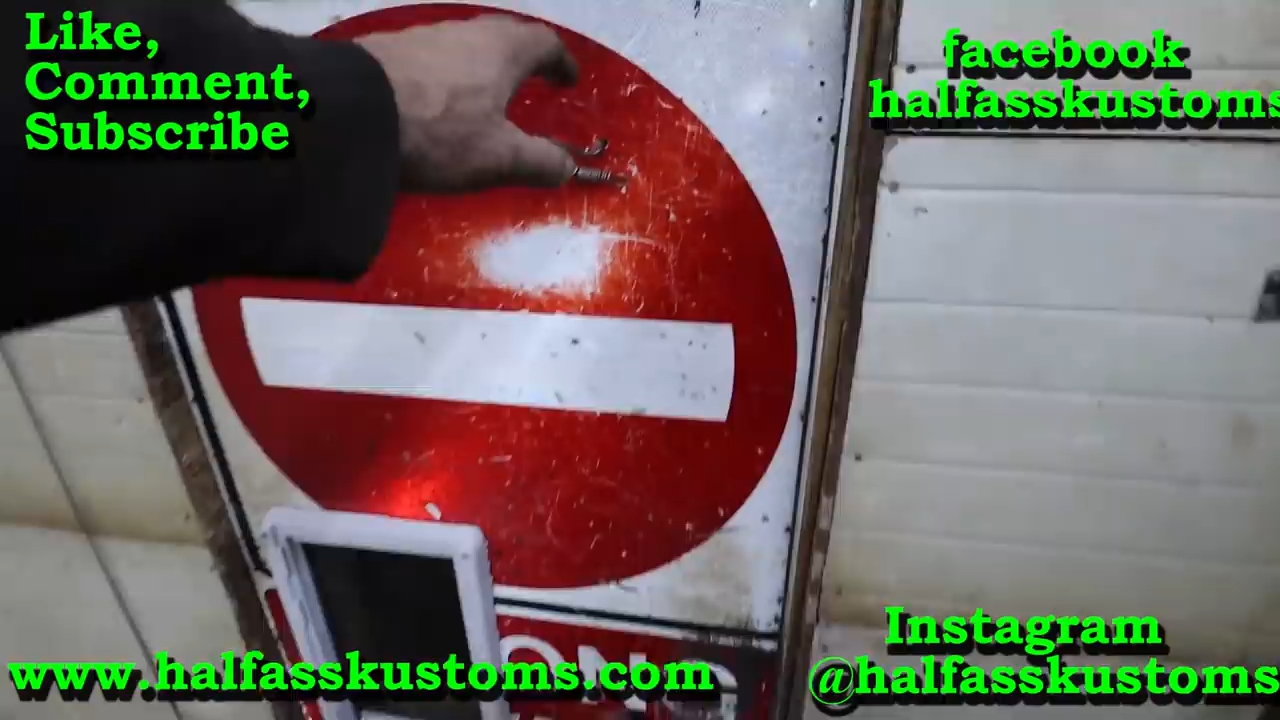 Like,
Comment,
Subscribe
facebook
halfasskustoms
www.halfasskustoms.com
Instagram
@halfasskustoms